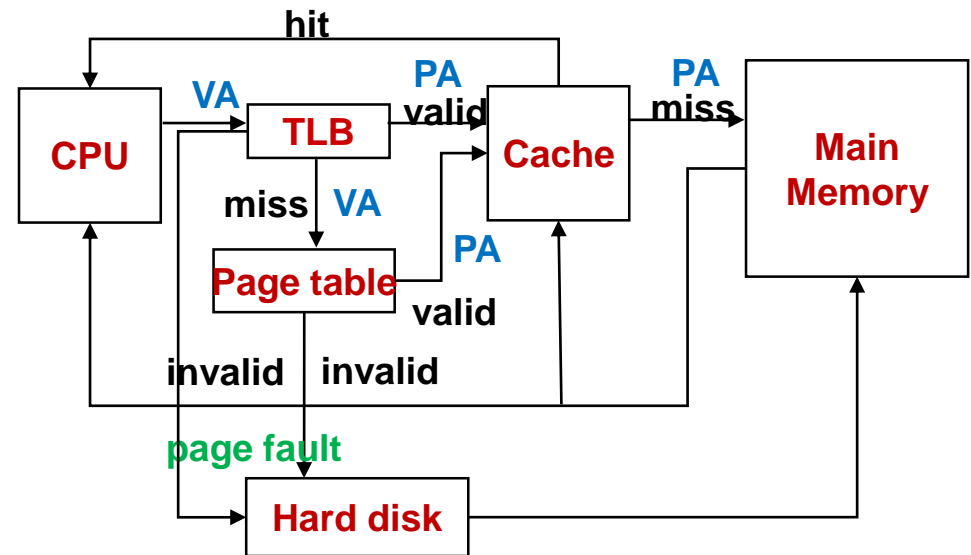 hit
PA
PA
VA
valid
miss
CPU
TLB
Cache
Main
Memory
miss
VA
PA
Page table
valid
invalid
invalid
page fault
Hard disk